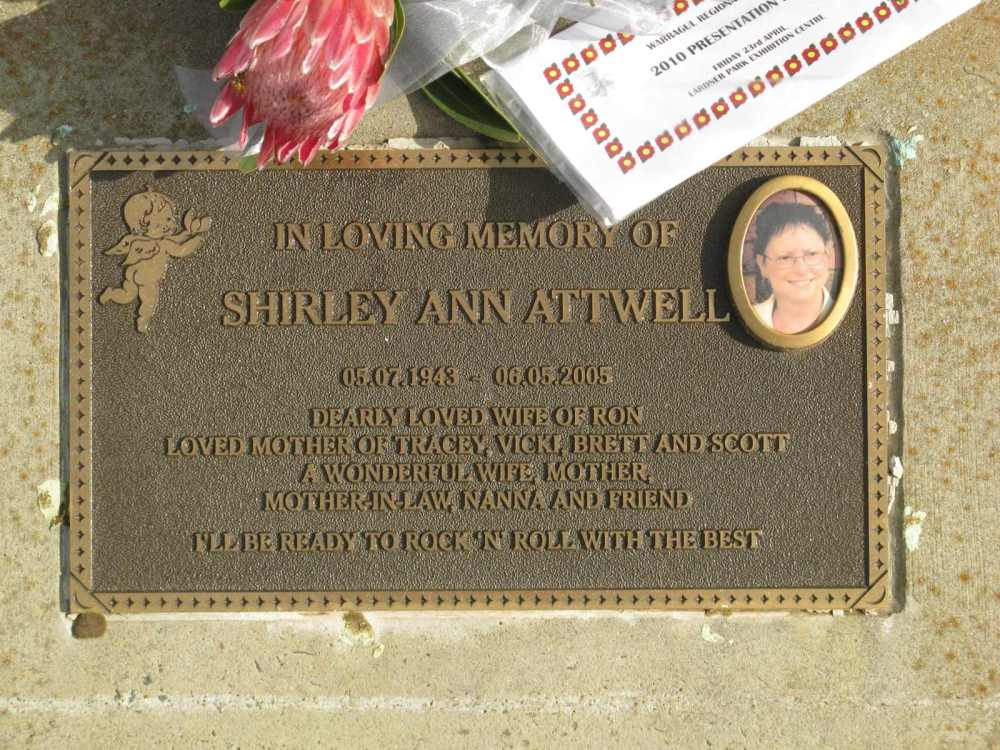 WARRAGUL REGION
2010 PRESENTATION
FRIDAY 23rd APRIL
LARDNER PARK EXHIBITION CENTRE
IN LOVING MEMORY OF
SHIRLEY ANN ATTWELL
05.07.1943 - 06.05.2005
DEARLY LOVED WIFE OF RON
LOVED MOTHER OF TRACEY, VICKI, BRETT AND SCOTT
A WONDERFUL WIFE, MOTHER,
MOTHER-IN-LAW, NANNA AND FRIEND
I'LL BE READY TO ROCK 'N' ROLL WITH THE BEST